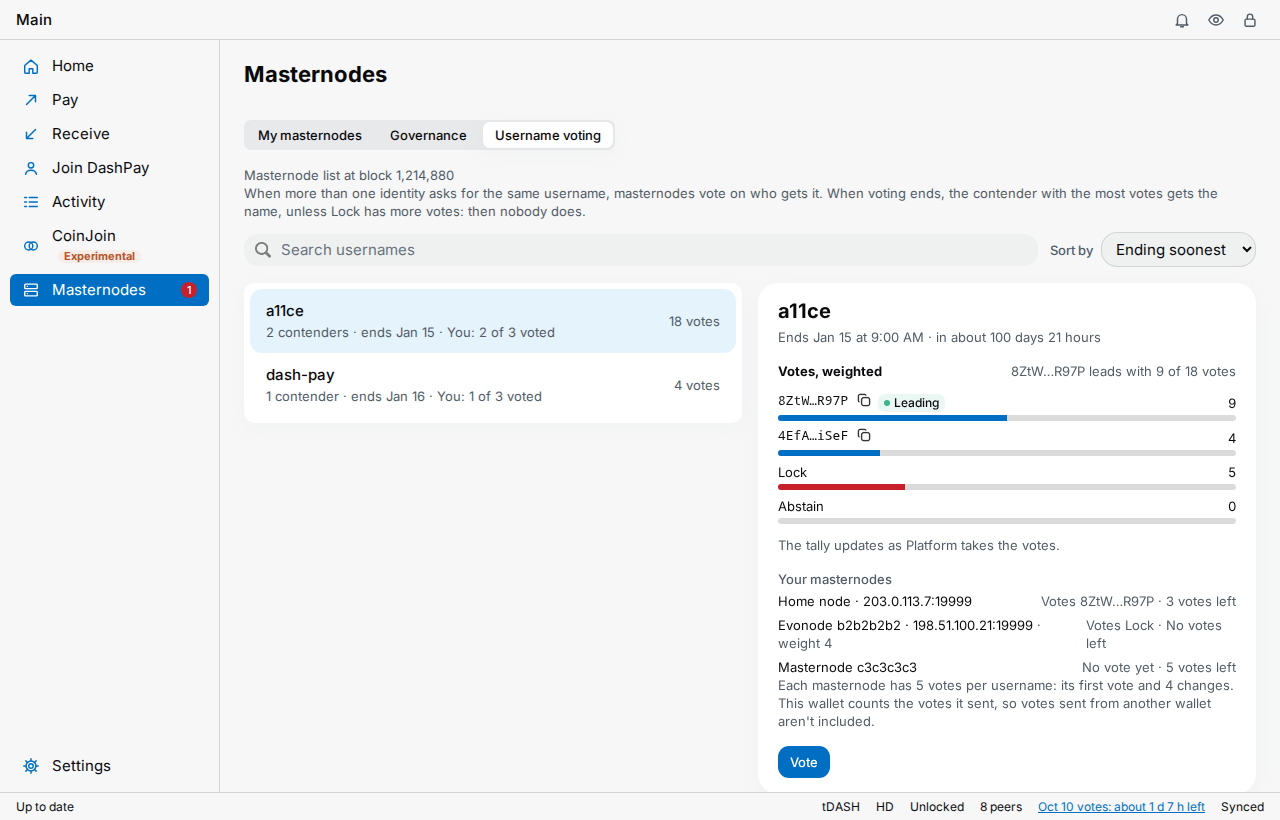 Main
Home
Pay
Receive
Join DashPay
Activity
CoinJoin
Experimental
Masternodes 1
Settings
Masternodes
My masternodes Governance Username voting
Masternode list at block 1,214,880
When more than one identity asks for the same username, masternodes vote on who gets it. When voting ends, the contender with the most votes gets the
name, unless Lock has more votes: then nobody does.
Search usernames Sort by Ending soonest
a11ce
2 contenders · ends Jan 15 · You: 2 of 3 voted 18 votes
dash-pay
1 contender · ends Jan 16 · You: 1 of 3 voted 4 votes
a11ce
Ends Jan 15 at 9:00 AM · in about 100 days 21 hours
Votes, weighted 8ZtW…R97P leads with 9 of 18 votes
8ZtW…R97P Leading 9
4EfA…iSeF 4
Lock 5
Abstain 0
The tally updates as Platform takes the votes.
Your masternodes
Home node · 203.0.113.7:19999 Votes 8ZtW…R97P · 3 votes left
Evonode b2b2b2b2 · 198.51.100.21:19999 · Votes Lock · No votes
weight 4 left
Masternode c3c3c3c3 No vote yet · 5 votes left
Each masternode has 5 votes per username: its first vote and 4 changes.
This wallet counts the votes it sent, so votes sent from another wallet
aren't included.
Vote
Up to date tDASH HD Unlocked 8 peers Oct 10 votes: about 1 d 7 h left Synced